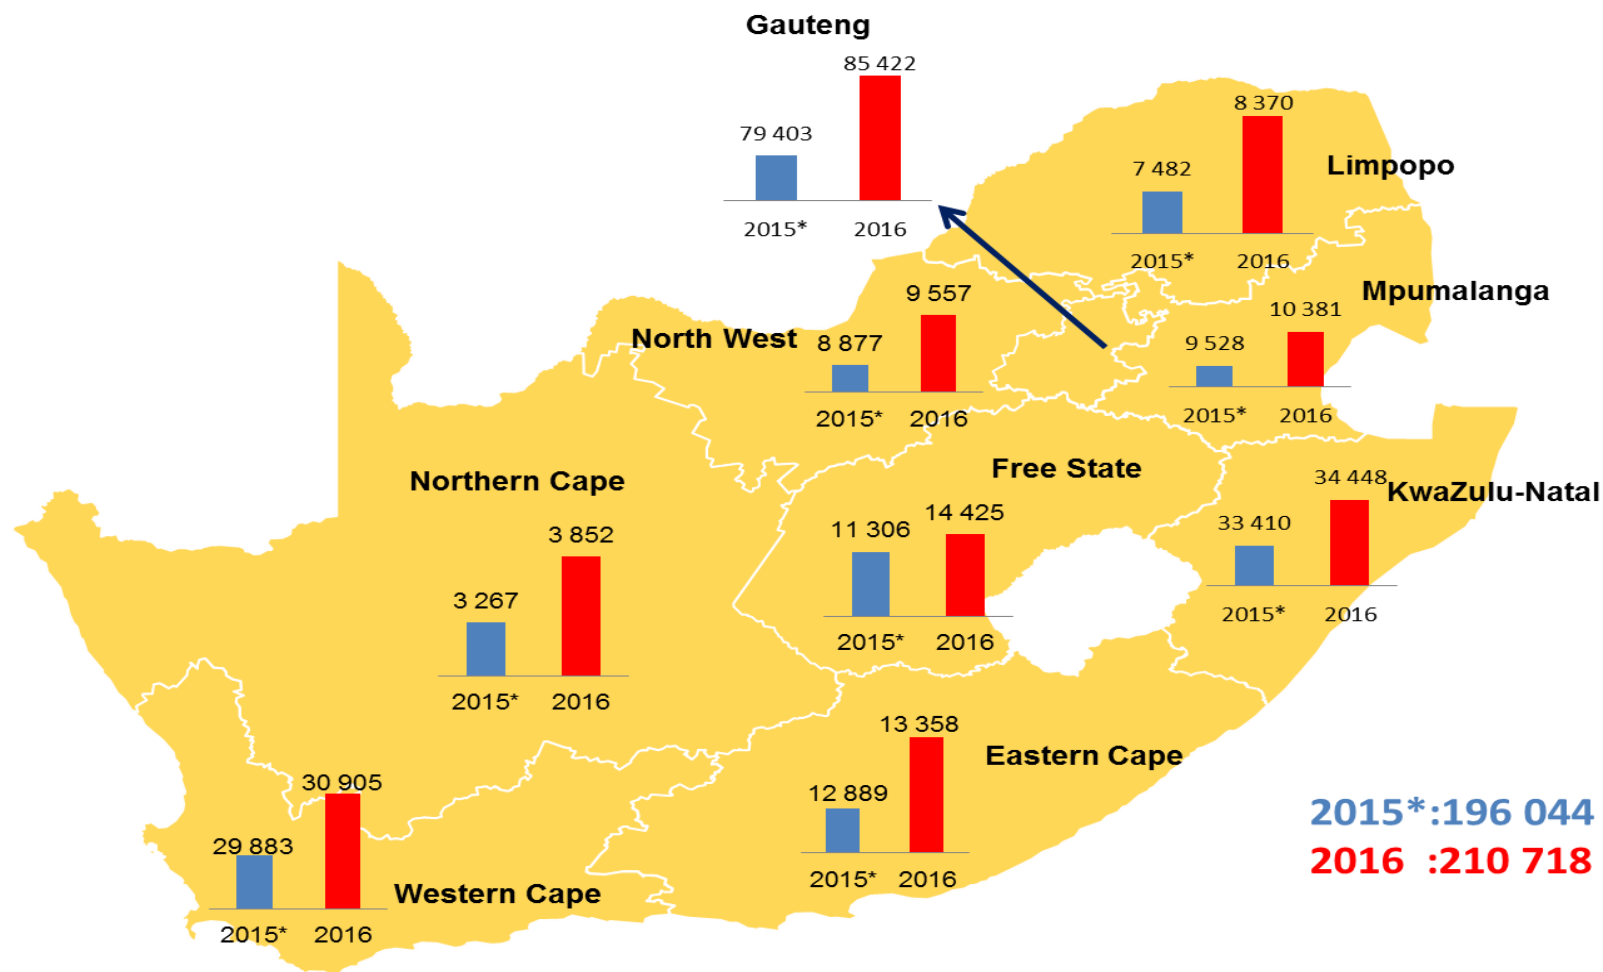 Gauteng
85 422
79 403
2015* 2016
8 370
7 482
Limpopo
2015* 2016
Mpumalanga
10 381
9 528
2015* 2016
North West
9 557
8 877
2015* 2016
Free State
14 425
11 306
2015* 2016
34 448
KwaZulu-Natal
33 410
2015* 2016
Northern Cape
3 852
3 267
2015* 2016
13 358
Eastern Cape
12 889
2015* 2016
30 905
29 883
Western Cape
2015* 2016
2015*:196 044
2016 :210 718